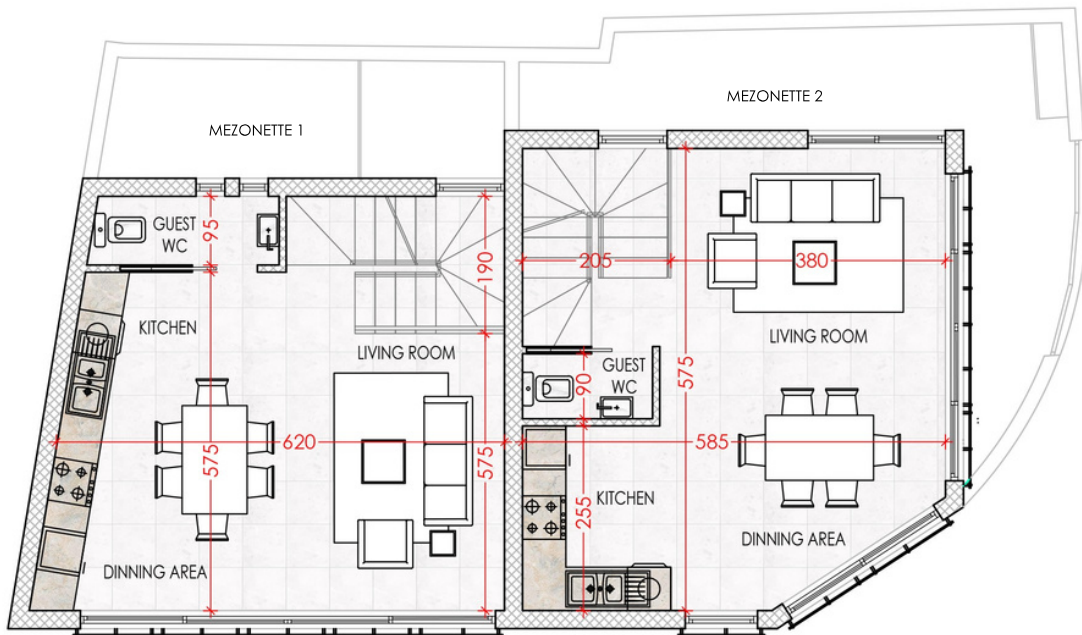 MEZONETTE 1
MEZONETTE 2
GUEST
WC
95
190
205
380
KITCHEN
LIVING ROOM
LIVING ROOM
GUEST
WC
90
575
620
575
575
585
255
KITCHEN
DINNING AREA
DINNING AREA